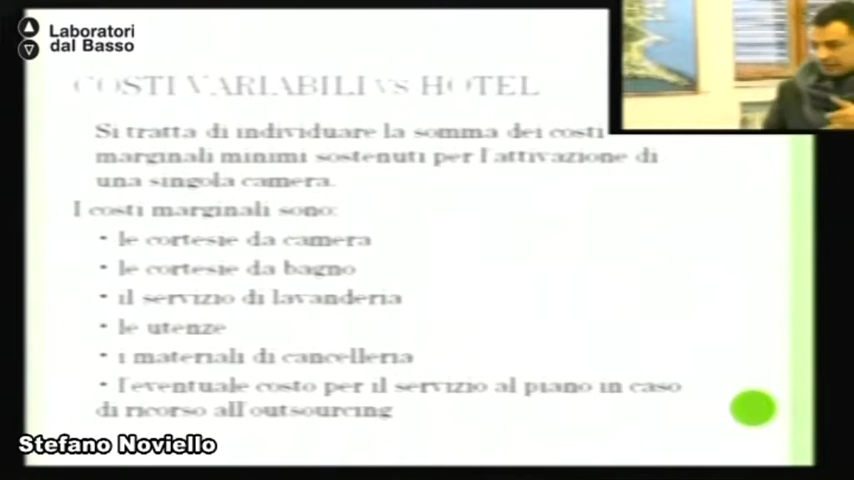 Laboratori
dal Basso
COSTI VARIABILI vs HOTEL
Si tratta di individuare la somma dei costi
marginali minimi sostenuti per l'attivazione di
una singola camera.
I costi marginali sono:
• le cortesie da camera
• le cortesie da bagno
• il servizio di lavanderia
• le utenze
• i materiali di cancelleria
• l'eventuale costo per il servizio al piano in caso
di ricorso all'outsourcing
Stefano Noviello